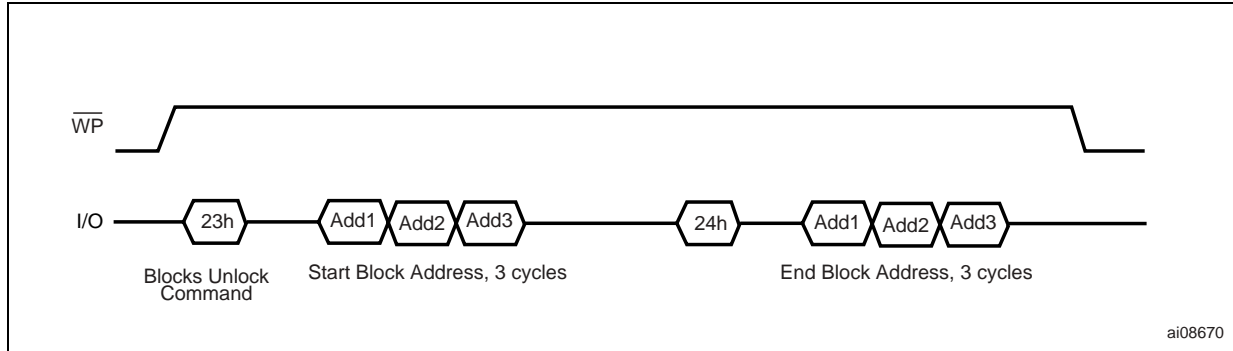 WP
I/O
23h
Add1
Add2
Add3
24h
Add1
Add2
Add3
Blocks Unlock
Command
Start Block Address, 3 cycles
End Block Address, 3 cycles
ai08670